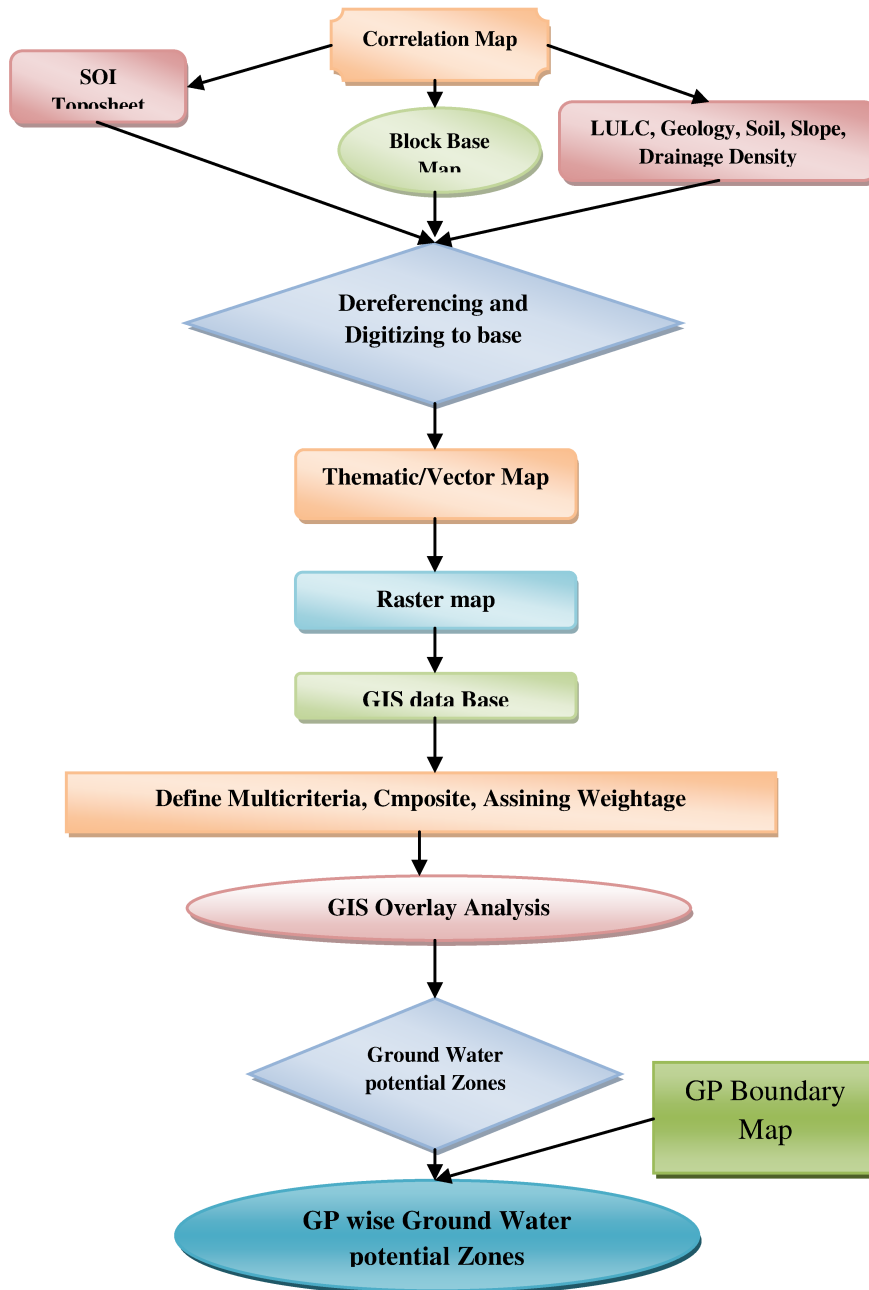 Correlation Map
SOI
Toposheet
Block Base
Map
LULC, Geology, Soil, Slope,
Drainage Density
Dereferencing and
Digitizing to base
Thematic/Vector Map
Raster map
GIS data Base
Define Multicriteria, Cmposite, Assining Weightage
GIS Overlay Analysis
Ground Water
potential Zones
GP Boundary
Map
GP wise Ground Water
potential Zones